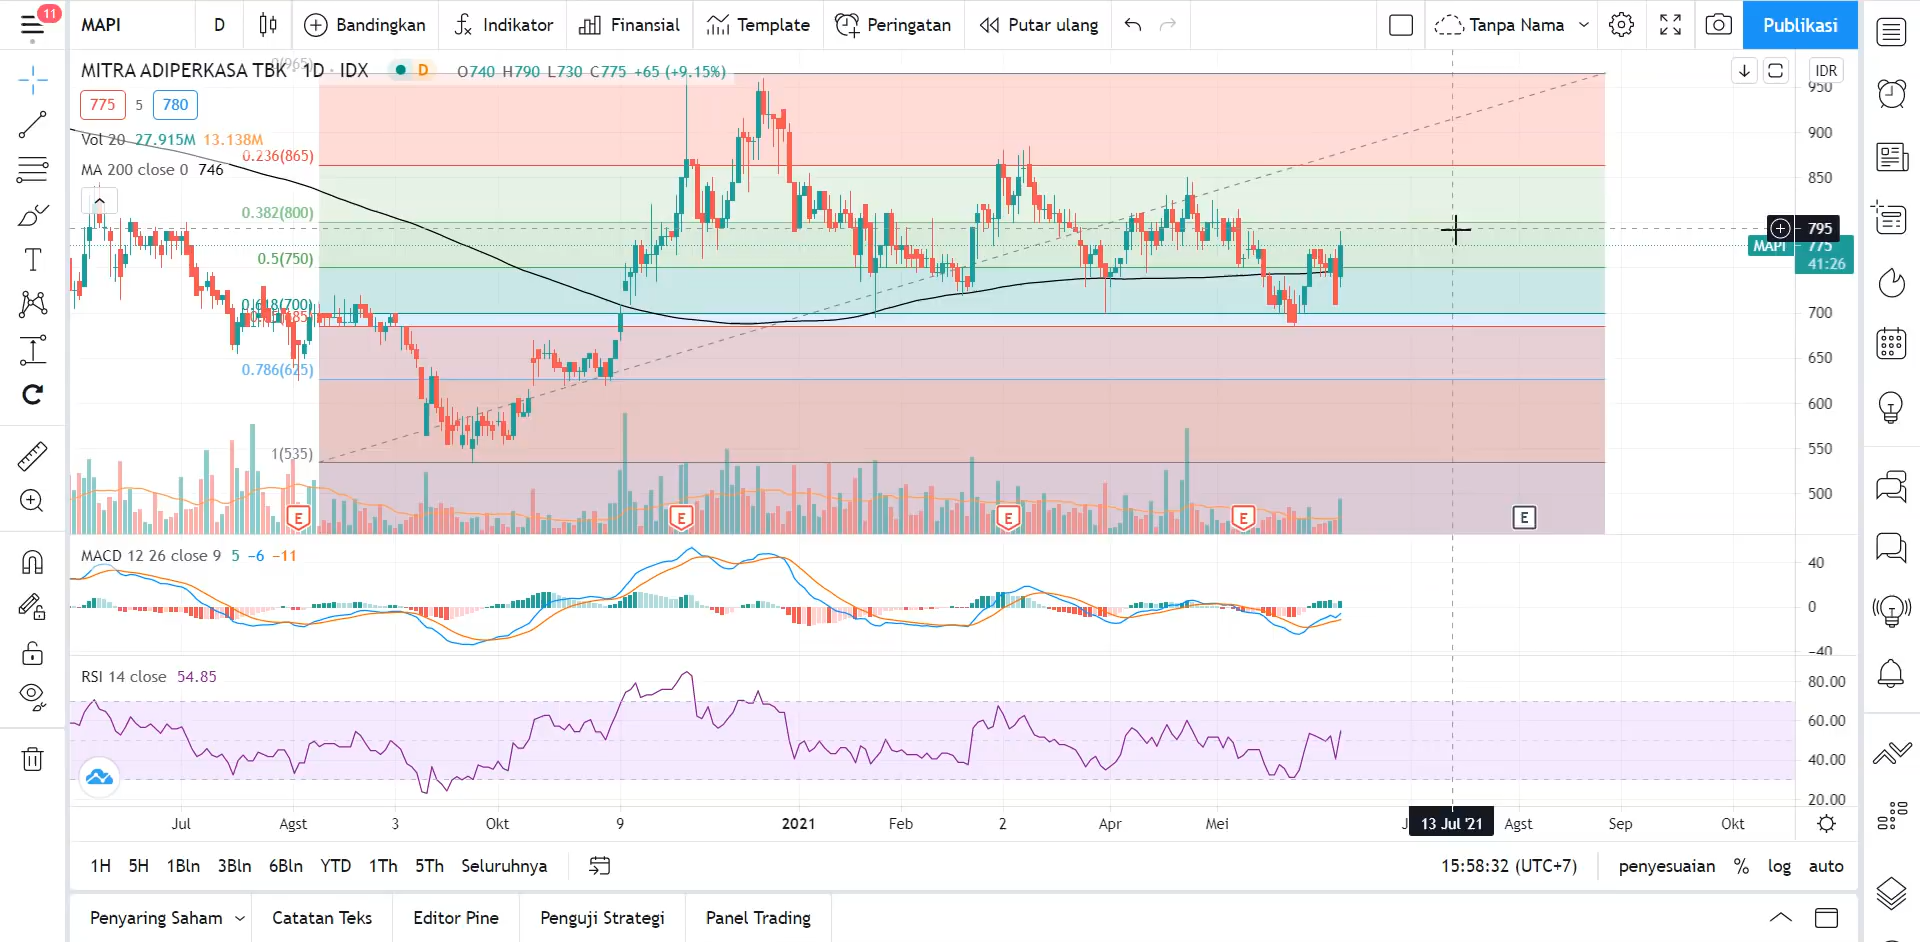 11
MAPI D Bandingkan Indikator Finansial Template Peringatan Putar ulang Tanpa Nama Publikasi
MITRA ADIPERKASA TBK · 1D · IDX D O740 H790 L730 C775 +65 (+9.15%) IDR
775 5 780
Vol 20 27.915M 13.138M
MA 200 close 0 746
0(965)
0.236(865)
0.382(800)
0.5(750)
0.618(700)
0.786(625)
1(535)
950
900
850
795
MAPI 775
41:26
700
650
600
550
500
E E E E E
MACD 12 26 close 9 5 −6 −11
40
0
−40
RSI 14 close 54.85
80.00
60.00
40.00
20.00
Jul Agst 3 Okt 9 2021 Feb 2 Apr Mei 13 Jul '21 Agst Sep Okt
1H 5H 1Bln 3Bln 6Bln YTD 1Th 5Th Seluruhnya 15:58:32 (UTC+7) penyesuaian % log auto
Penyaring Saham Catatan Teks Editor Pine Penguji Strategi Panel Trading